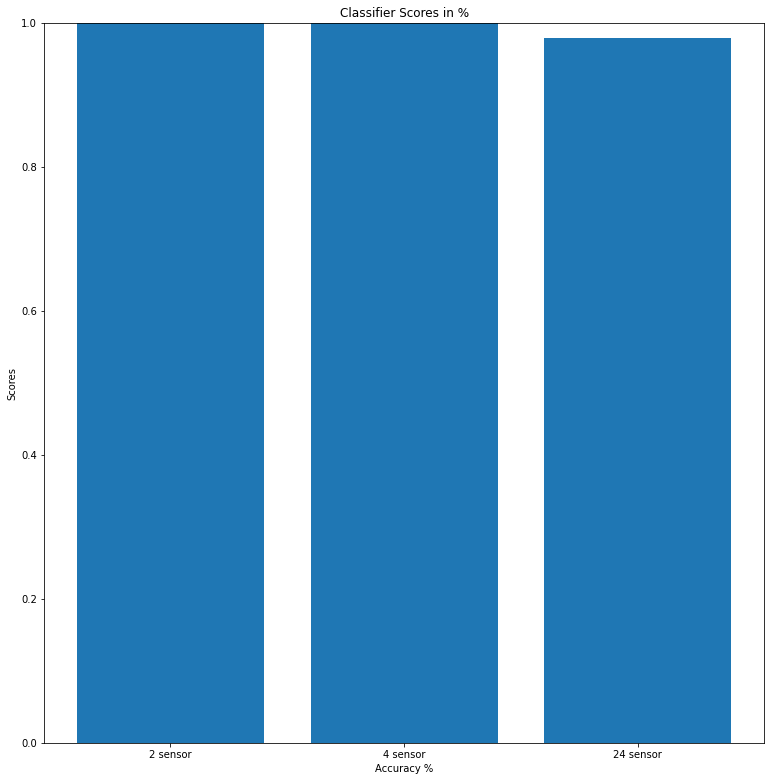 Classifier Scores in %
1.0
0.8
0.6
0.4
0.2
0.0
Scores
2 sensor 4 sensor 24 sensor
Accuracy %